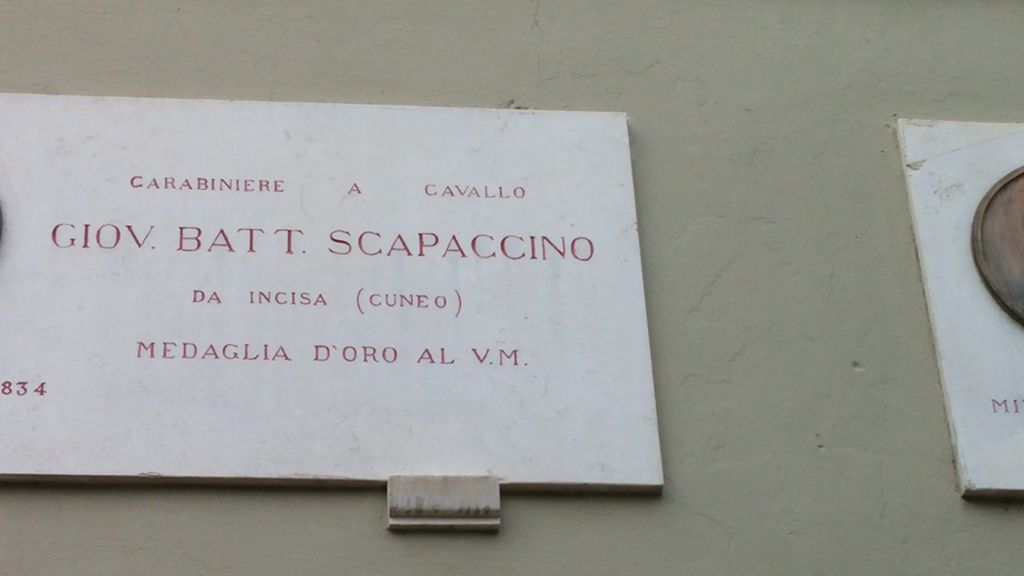 CARABINIERE A CAVALLO
GIOV. BATT. SCAPACCINO
DA INCISA (CUNEO)
MEDAGLIA D'ORO AL V.M.
834